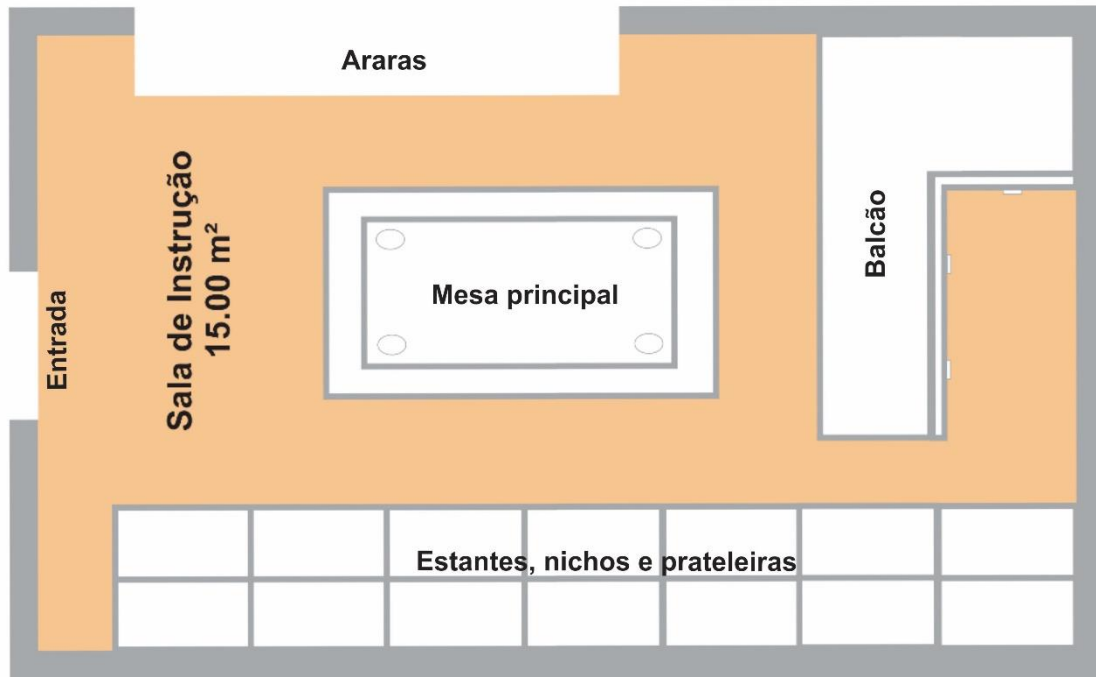 Araras
Sala de Instrução
15.00 m²
Entrada
Mesa principal
Balcão
Estantes, nichos e prateleiras